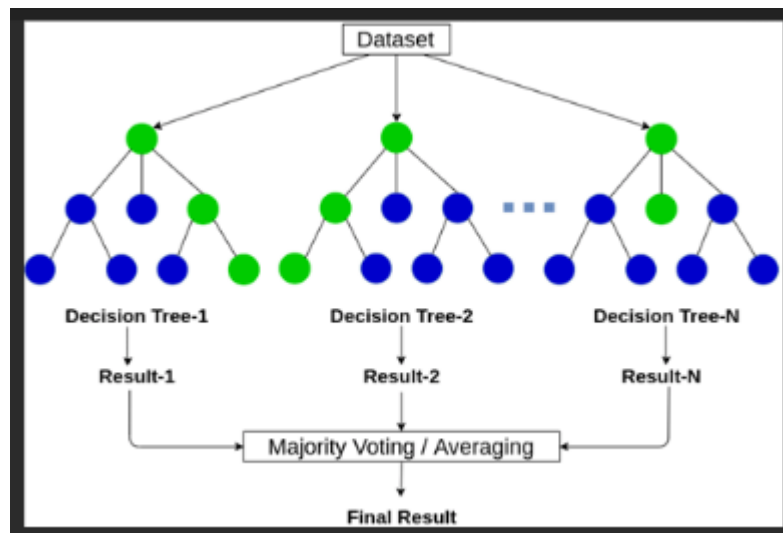 Dataset
Decision Tree-1
Decision Tree-2
Decision Tree-N
Result-1
Result-2
Result-N
Majority Voting / Averaging
Final Result